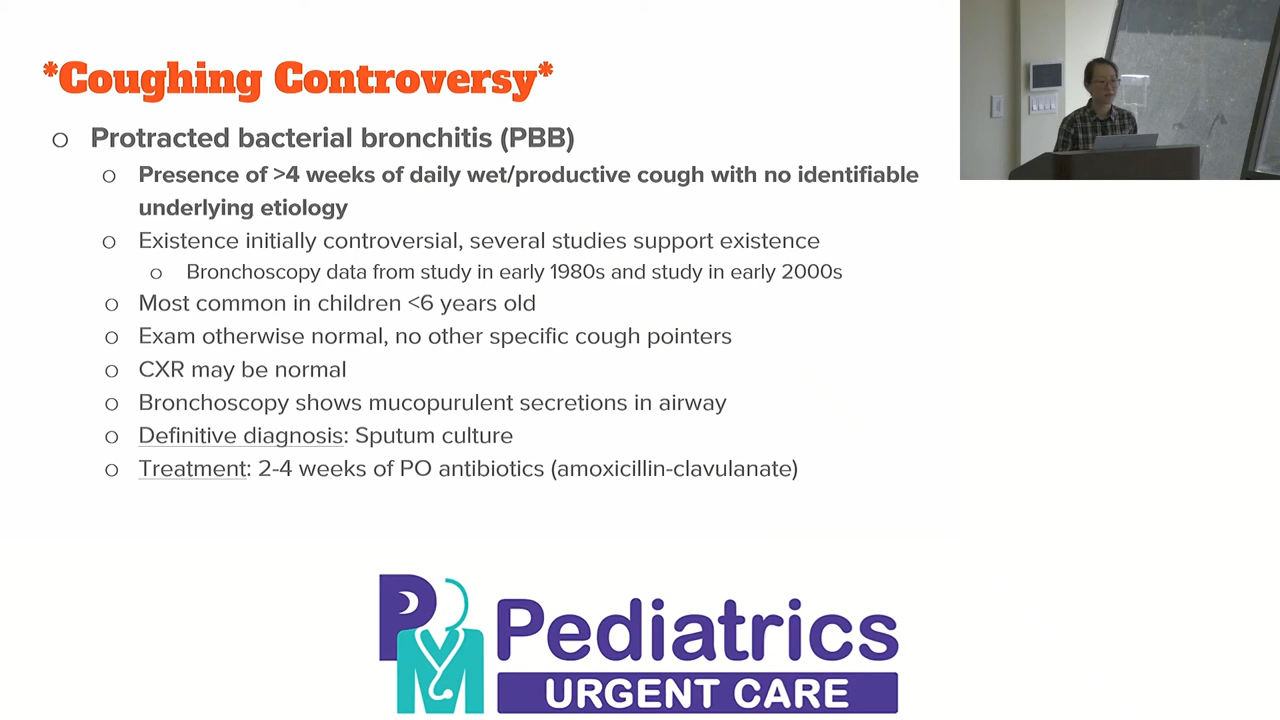 *Coughing Controversy*
o Protracted bacterial bronchitis (PBB)
o Presence of >4 weeks of daily wet/productive cough with no identifiable
underlying etiology
o Existence initially controversial, several studies support existence
o Bronchoscopy data from study in early 1980s and study in early 2000s
o Most common in children <6 years old
o Exam otherwise normal, no other specific cough pointers
o CXR may be normal
o Bronchoscopy shows mucopurulent secretions in airway
o Definitive diagnosis: Sputum culture
o Treatment: 2-4 weeks of PO antibiotics (amoxicillin-clavulanate)
PM Pediatrics
URGENT CARE